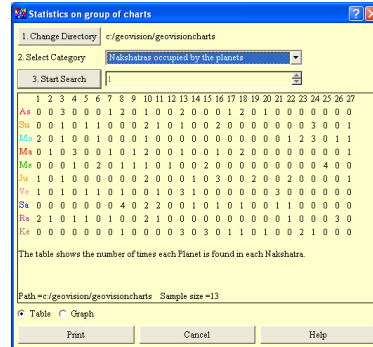 Statistics on group of charts
1. Change Directory c:/geovision/geovisioncharts
2. Select Category Nakshatras occupied by the planets
3. Start Search 1
1 2 3 4 5 6 7 8 9 10 11 12 13 14 15 16 17 18 19 20 21 22 23 24 25 26 27
As 0 0 3 0 0 0 1 2 0 1 0 0 2 0 0 0 1 2 0 1 0 0 0 0 0 0 0
Su 0 0 0 1 0 1 1 0 0 0 2 1 0 0 1 0 0 2 0 0 0 0 0 3 0 0 1
Mo 2 0 1 0 0 0 1 0 0 0 1 0 0 0 0 0 0 0 0 0 0 1 2 3 0 1 1
Ma 0 1 0 3 0 0 1 0 1 2 0 0 1 0 0 1 0 2 0 0 0 0 0 0 0 0 1
Me 0 0 0 0 1 0 2 0 1 1 1 0 1 0 0 2 0 0 0 0 0 0 0 0 4 0 0
Ju 1 0 1 0 0 0 0 0 0 2 0 0 1 0 3 0 0 2 0 0 2 0 0 0 0 0 1
Ve 1 0 1 0 1 1 0 1 0 0 1 0 3 1 0 0 0 0 0 0 3 0 0 0 0 0 0
Sa 0 0 0 0 0 0 0 4 0 2 2 0 0 1 0 1 0 1 0 0 1 1 0 0 0 0 0
Ra 2 1 0 1 1 0 1 0 0 2 1 0 0 0 0 0 0 0 0 0 0 1 0 0 0 3 0
Ke 0 0 0 0 1 0 0 0 0 1 0 0 3 0 3 0 1 1 0 1 0 0 2 1 0 0 0
The table shows the number of times each Planet is found in each Nakshatra.
Path =c:/geovision/geovisioncharts Sample size =13
Table Graph
Print Cancel Help